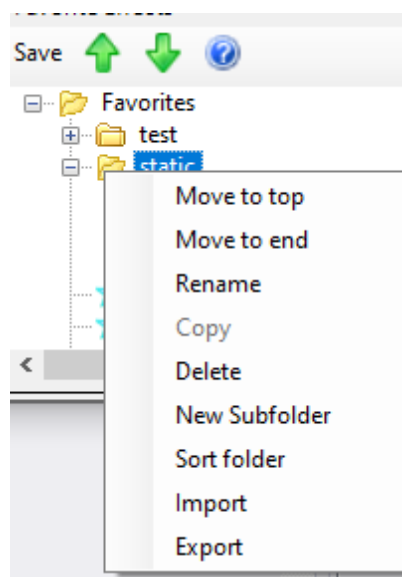 Save
Favorites
test
static
Move to top
Move to end
Rename
Copy
Delete
New Subfolder
Sort folder
Import
Export